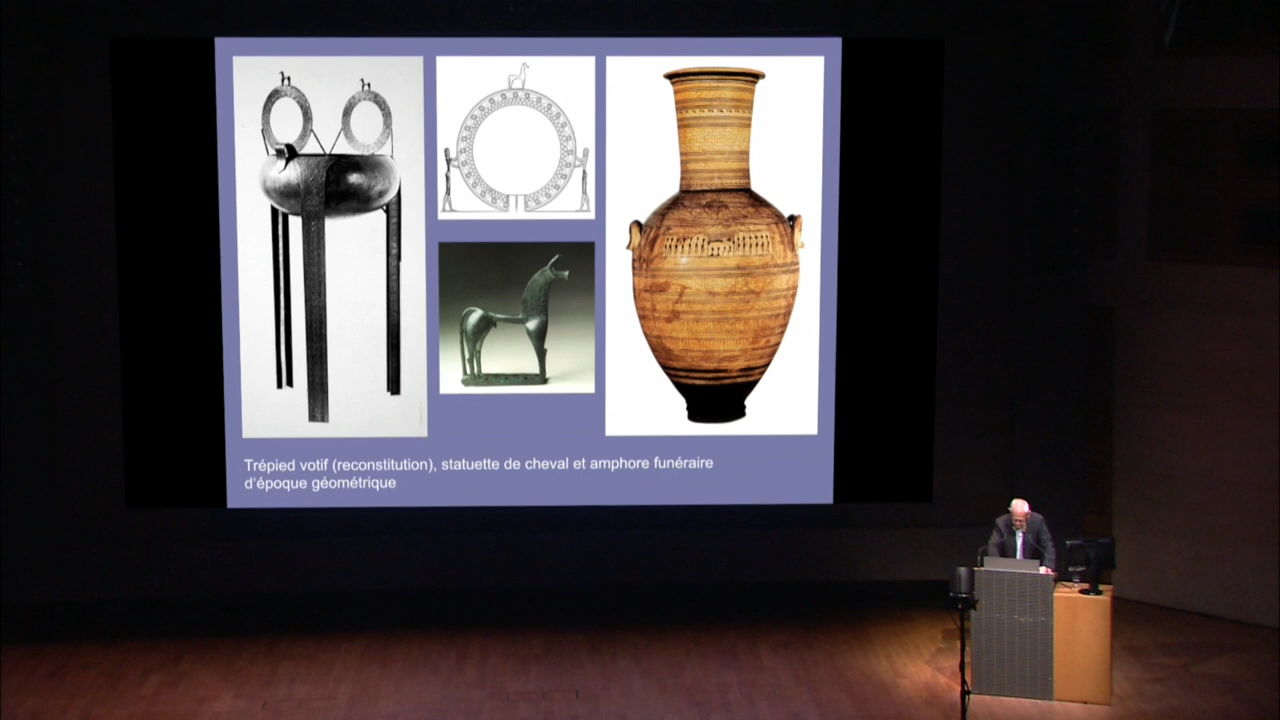 Trépied votif (reconstitution), statuette de cheval et amphore funéraire
d'époque géométrique